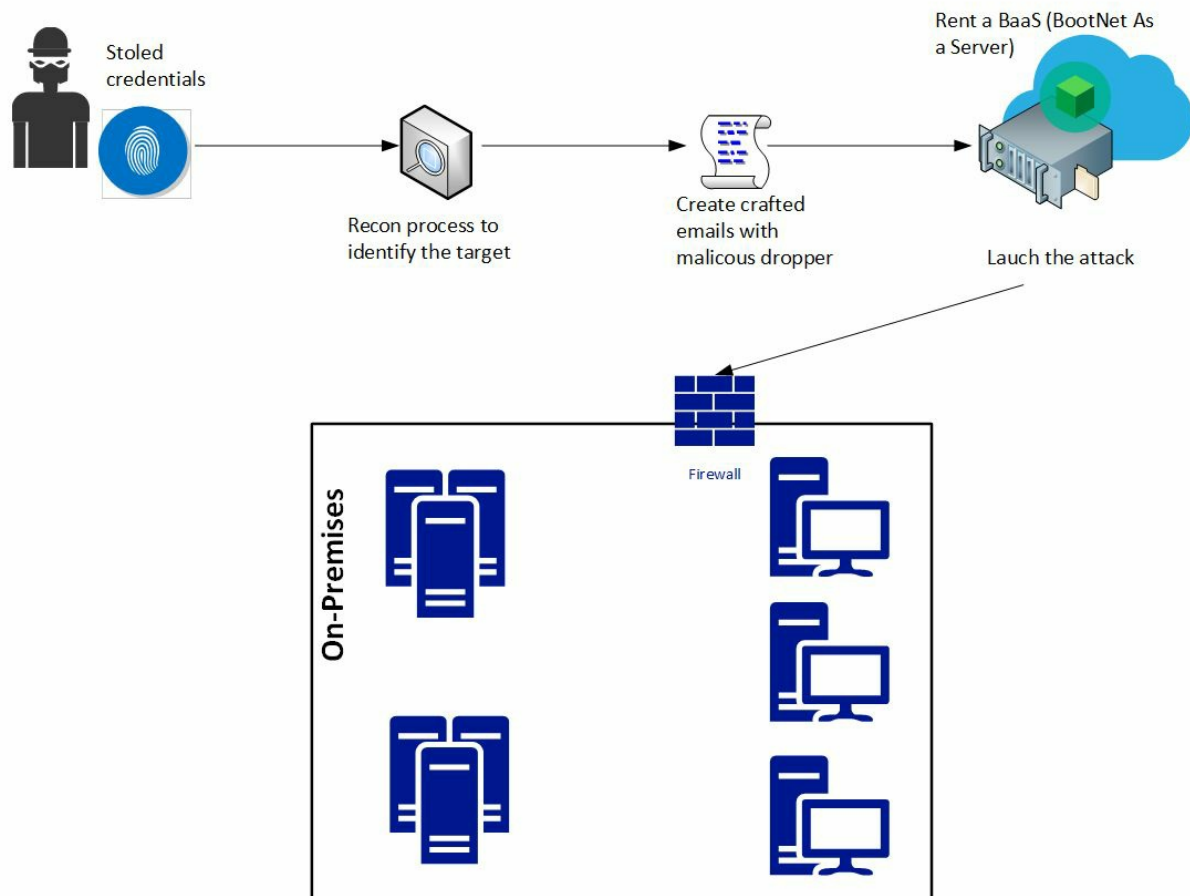 Stoled
credentials
Recon process to
identify the target
Create crafted
emails with
malicous dropper
Rent a BaaS (BootNet As
a Server)
Lauch the attack
Firewall
On-Premises